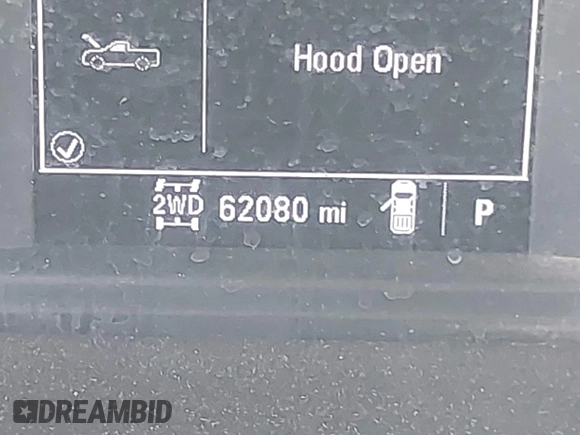 Hood Open
2WD 62080 mi P
DREAMBID